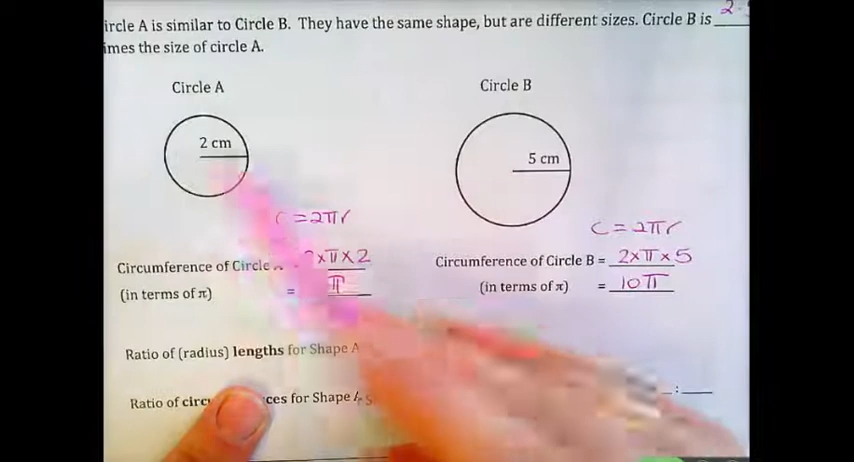 ircle A is similar to Circle B. They have the same shape, but are different sizes. Circle B is 2
imes the size of circle A.
Circle A
Circle B
2 cm
5 cm
C = 2πr
C = 2πr
Circumference of Circle × π × 2
Circumference of Circle B = 2 × π × 5
(in terms of π) = π
(in terms of π) = 10π
Ratio of (radius) lengths for Shape A
Ratio of circ ces for Shape
: